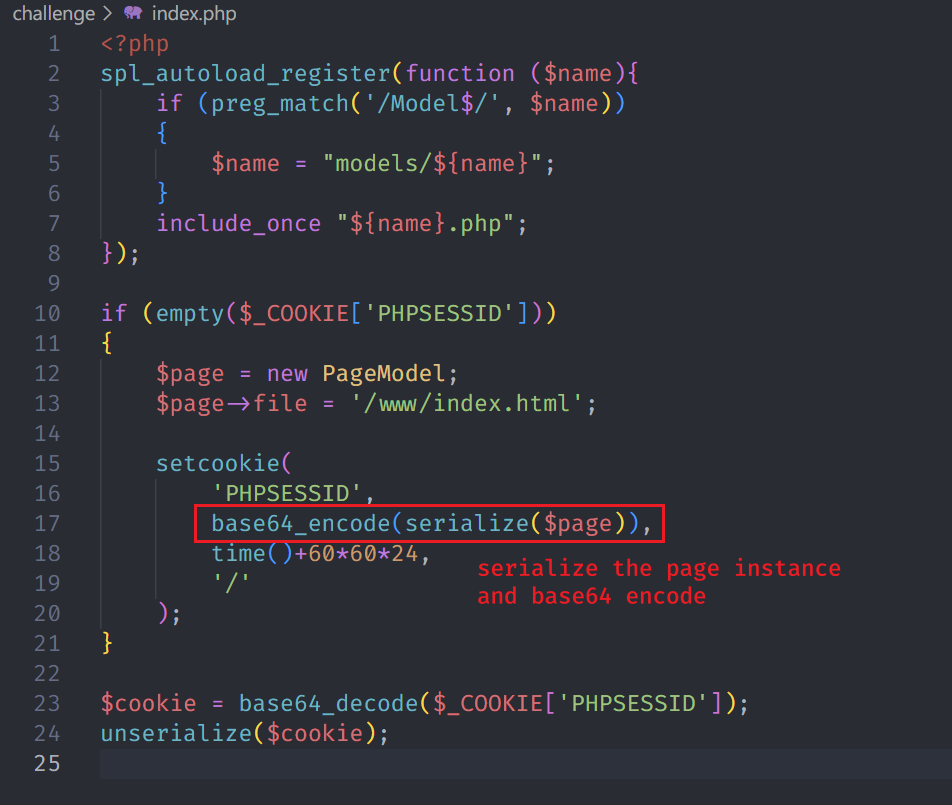 challenge > index.php
1 <?php
2 spl_autoload_register(function ($name){
3     if (preg_match('/Model$/', $name))
4     {
5         $name = "models/${name}";
6     }
7     include_once "${name}.php";
8 });
9
10 if (empty($_COOKIE['PHPSESSID']))
11 {
12     $page = new PageModel;
13     $page->file = '/www/index.html';
14
15     setcookie(
16         'PHPSESSID',
17         base64_encode(serialize($page)),
18         time()+60*60*24,
serialize the page instance
19         '/'
and base64 encode
20     );
21 }
22
23 $cookie = base64_decode($_COOKIE['PHPSESSID']);
24 unserialize($cookie);
25